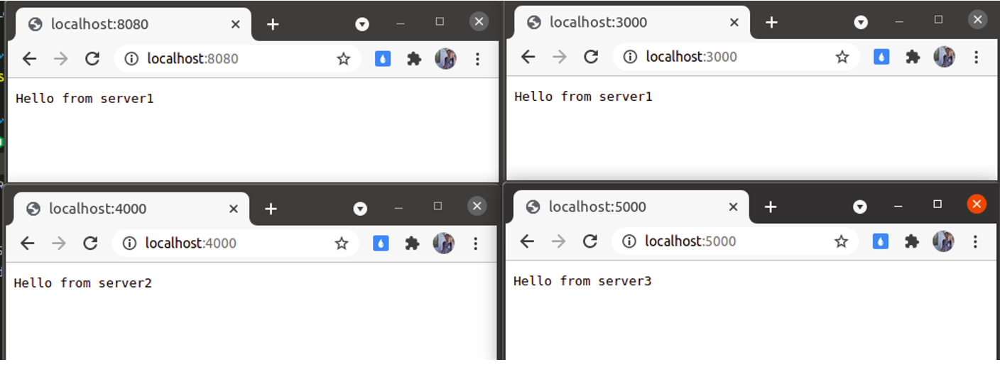 localhost:8080
localhost:8080
Hello from server1
localhost:3000
localhost:3000
Hello from server1
localhost:4000
localhost:4000
Hello from server2
localhost:5000
localhost:5000
Hello from server3